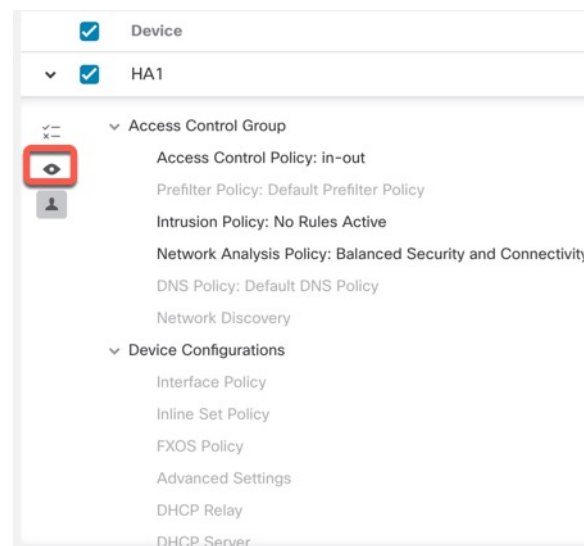 Device
HA1
Access Control Group
Access Control Policy: in-out
Prefilter Policy: Default Prefilter Policy
Intrusion Policy: No Rules Active
Network Analysis Policy: Balanced Security and Connectivity
DNS Policy: Default DNS Policy
Network Discovery
Device Configurations
Interface Policy
Inline Set Policy
FXOS Policy
Advanced Settings
DHCP Relay
DHCP Server